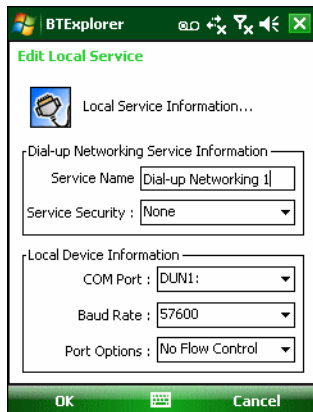 BTExplorer
Edit Local Service
Local Service Information...
Dial-up Networking Service Information
Service Name Dial-up Networking 1
Service Security : None
Local Device Information
COM Port : DUN1:
Baud Rate : 57600
Port Options : No Flow Control
OK Cancel